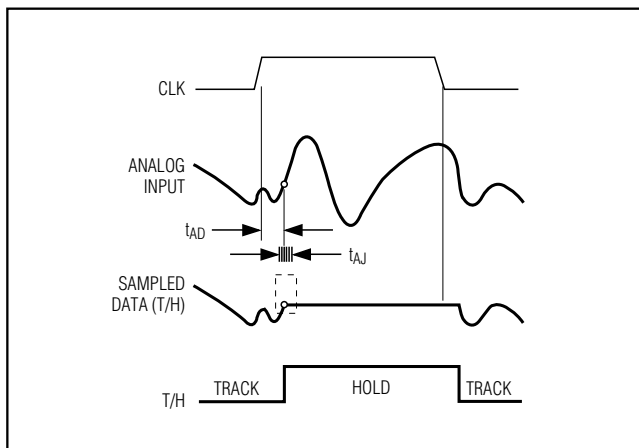 CLK
ANALOG
INPUT
tAD
tAJ
SAMPLED
DATA (T/H)
T/H
TRACK
HOLD
TRACK